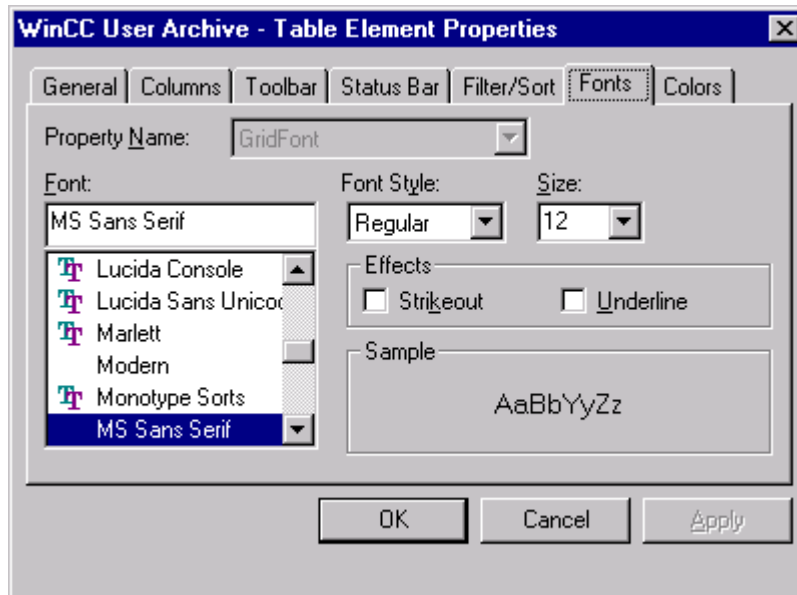 WinCC User Archive - Table Element Properties
General Columns Toolbar Status Bar Filter/Sort Fonts Colors
Property Name: GridFont
Font: Font Style: Size:
MS Sans Serif Regular 12
Lucida Console
Lucida Sans Unicod
Marlett
Modern
Monotype Sorts
MS Sans Serif
Effects
Strikeout Underline
Sample
AaBbYyZz
OK Cancel Apply